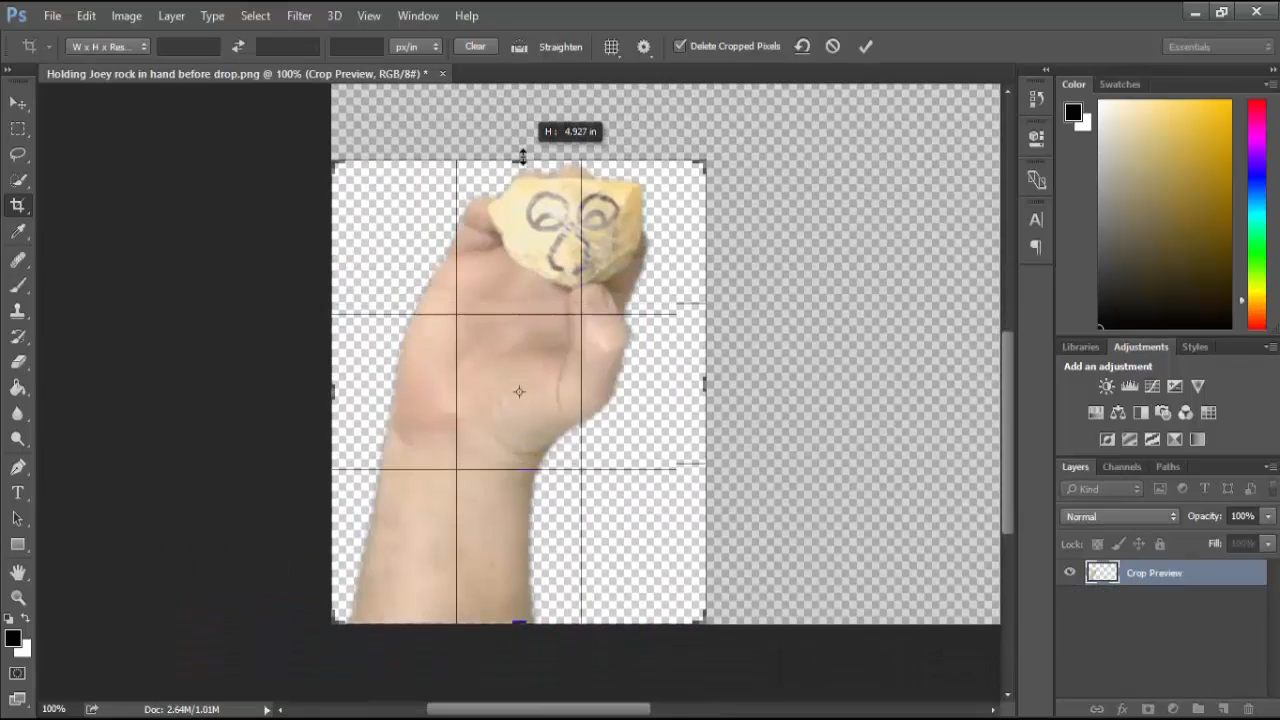 Ps File Edit Image Layer Type Select Filter 3D View Window Help
W x H x Res... Clear Straighten Delete Cropped Pixels Essentials
px/in
Holding Joey rock in hand before drop.png @ 100% (Crop Preview, RGB/8#) * ×
Color Swatches
H: 4.927 in
Libraries Adjustments Styles
Add an adjustment
Layers Channels Paths
Kind
Normal Opacity: 100%
Lock: Fill: 100%
Crop Preview
100% Doc: 2.64M/1.01M